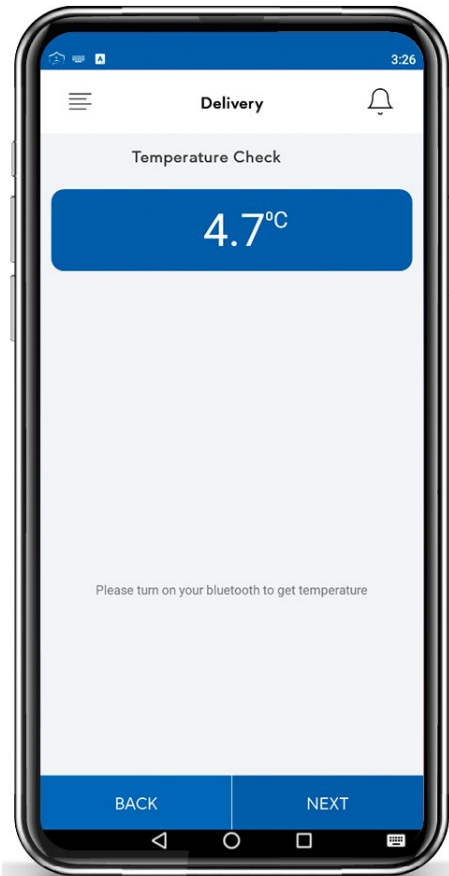 3:26
Delivery
Temperature Check
4.7°C
Please turn on your bluetooth to get temperature
BACK NEXT